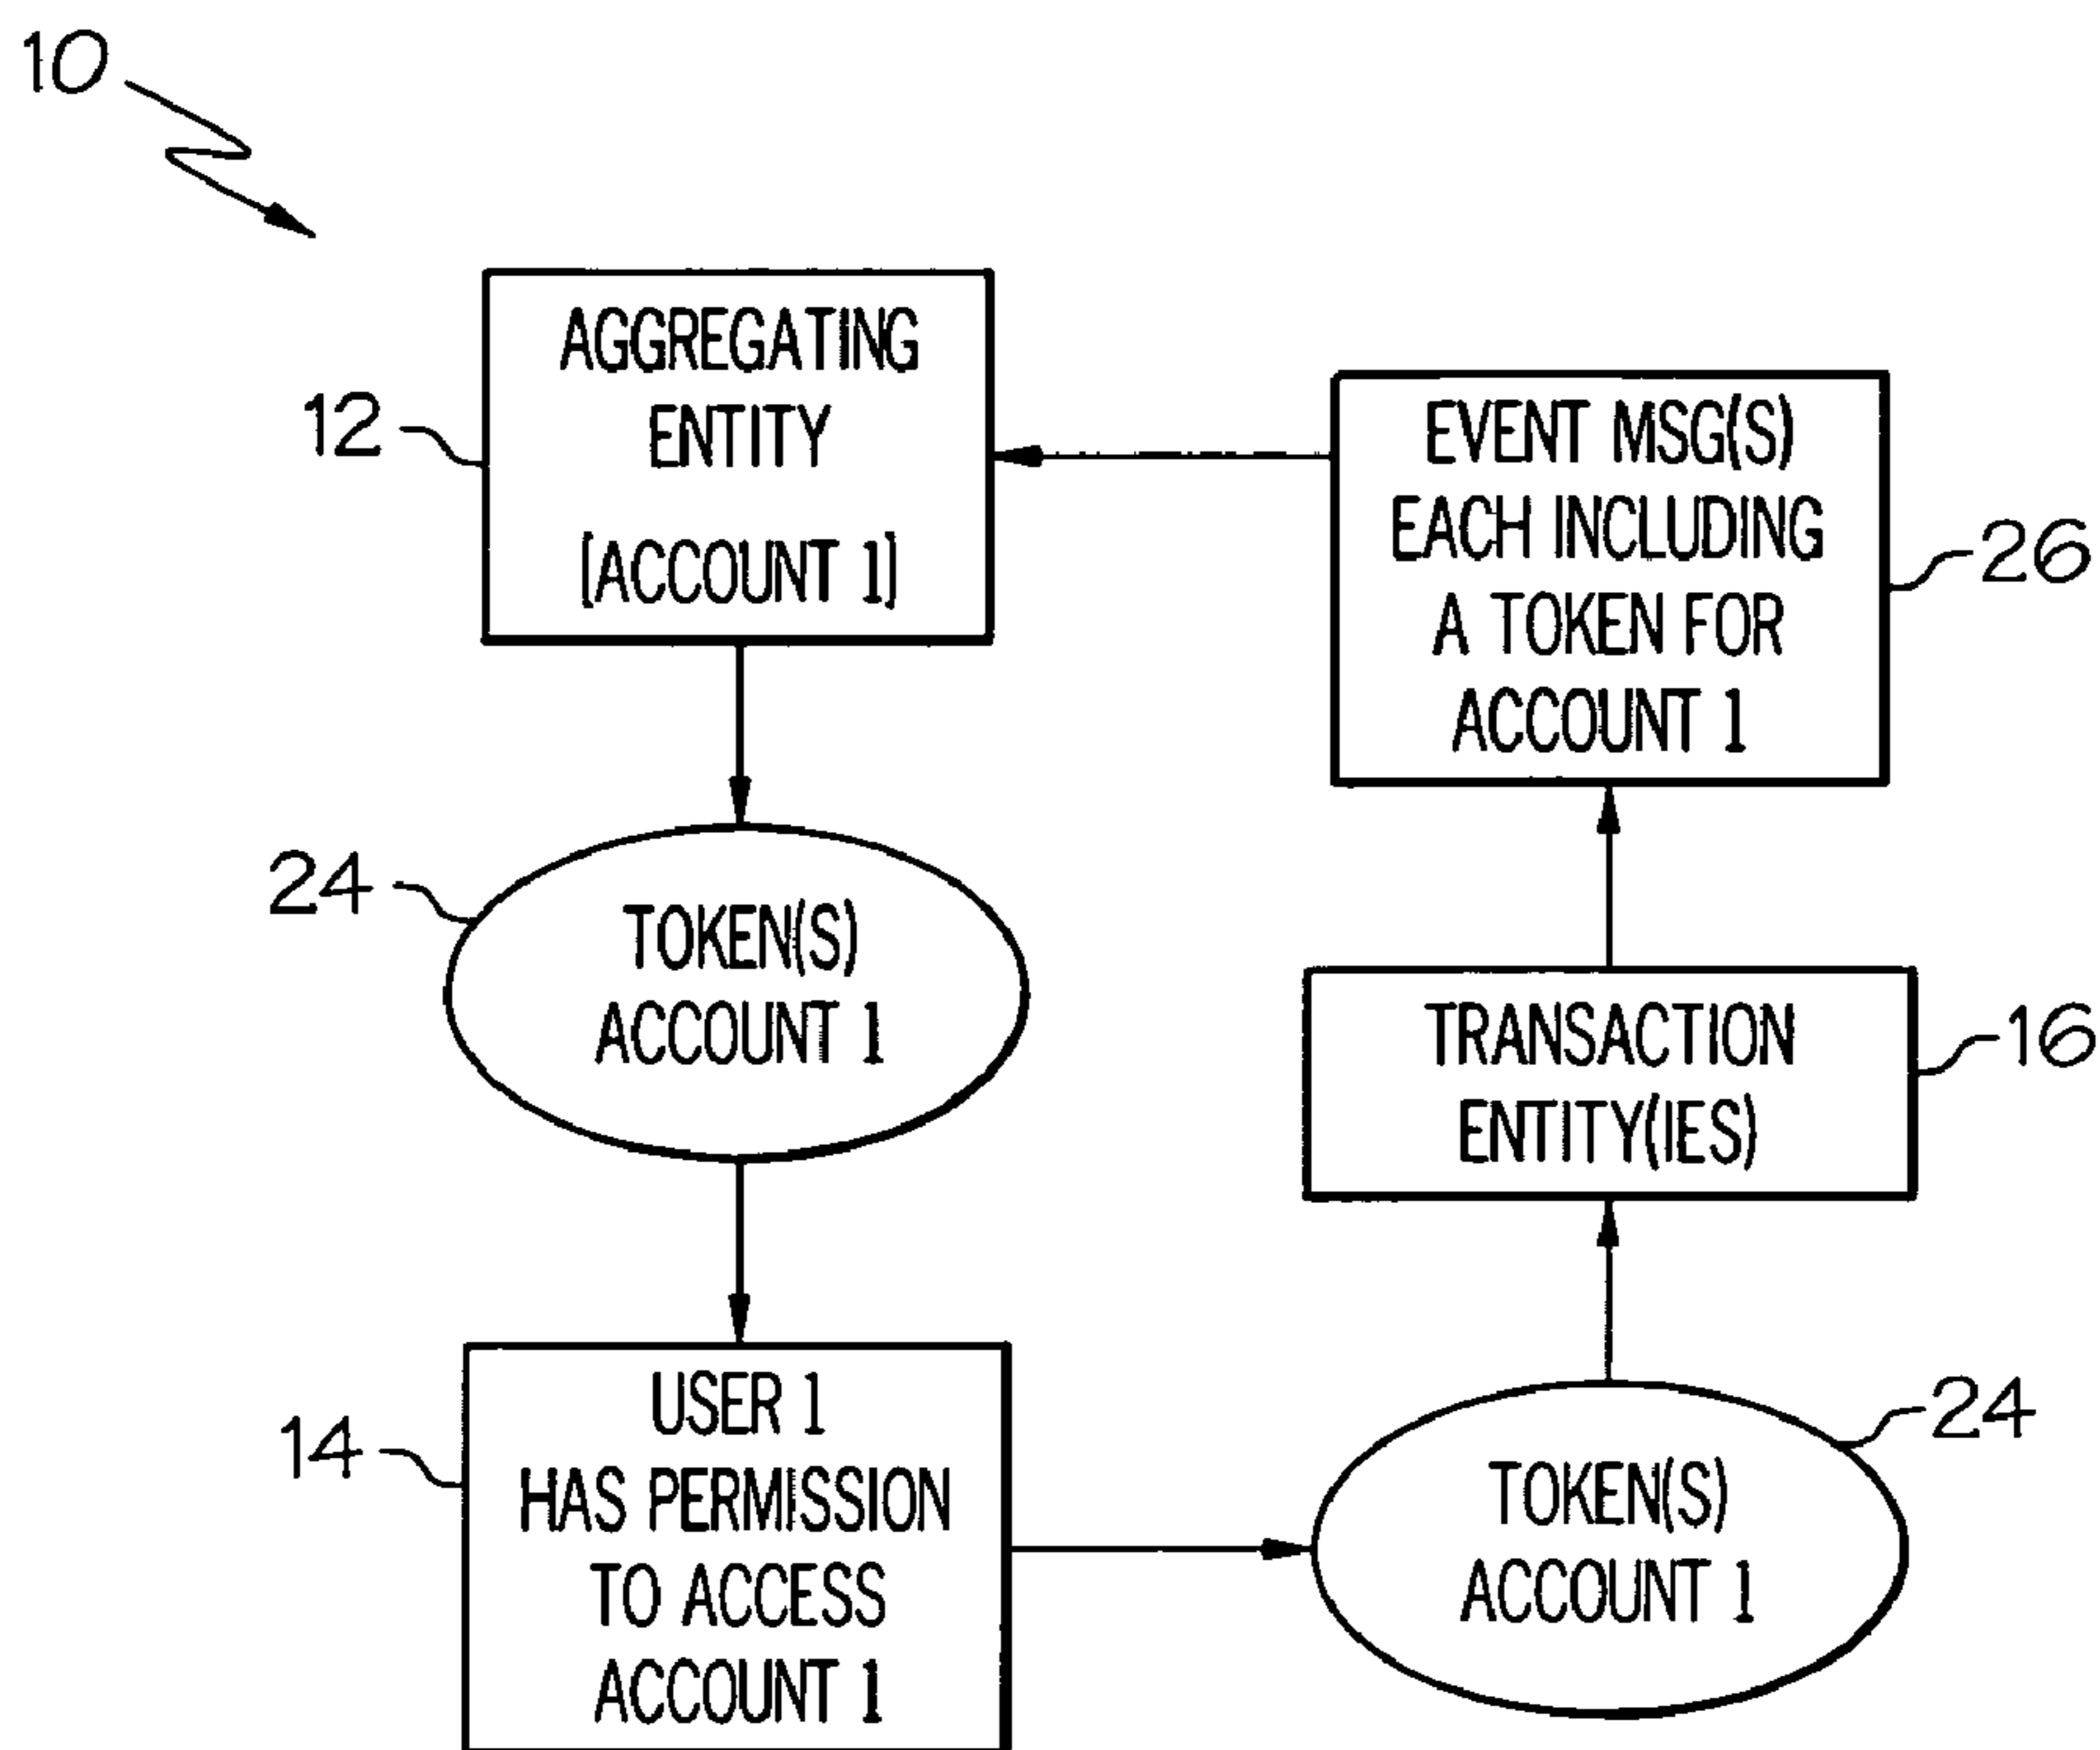 10
12
AGGREGATING
ENTITY
[ACCOUNT 1]
EVENT MSG(S)
EACH INCLUDING
A TOKEN FOR
ACCOUNT 1
26
24
TOKEN(S)
ACCOUNT 1
TRANSACTION
ENTITY(IES)
16
14
USER 1
HAS PERMISSION
TO ACCESS
ACCOUNT 1
TOKEN(S)
ACCOUNT 1
24